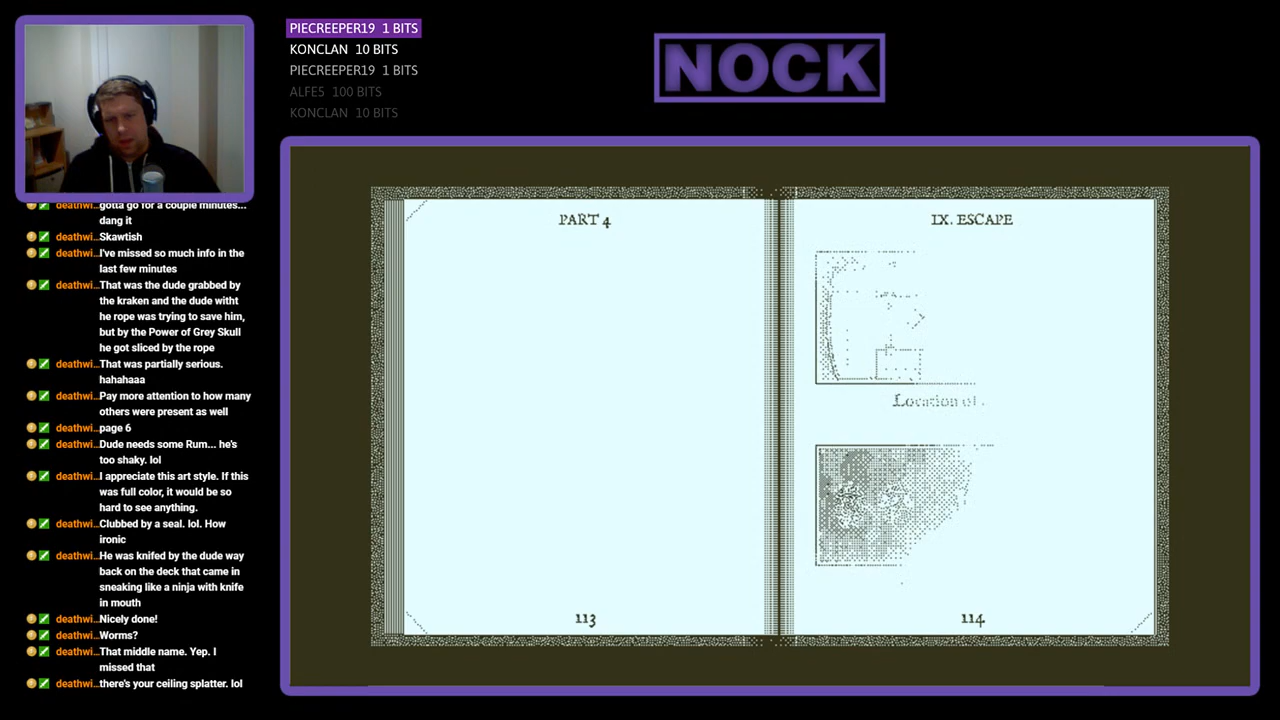 PIECREEPER19 1 BITS
KONCLAN 10 BITS
PIECREEPER19 1 BITS
ALFES 100 BITS
KONCLAN 10 BITS
NOCK
deathwi... gotta go for a couple minutes...
dang it
deathwi... Skawtish
deathwi... I've missed so much info in the
last few minutes
deathwi... That was the dude grabbed by
the kraken and the dude witht
he rope was trying to save him,
but by the Power of Grey Skull
he got sliced by the rope
deathwi... That was partially serious.
hahahaaa
deathwi... Pay no attention to how many
others were present as well
deathwi... page 6
deathwi... Dude needs some Rum... he's
too shaky. lol
deathwi... I appreciate this art style. If this
was full color, it would be so
hard to see anything.
deathwi... Clubbed by a seal. lol. How
ironic
deathwi... He was knifed by the dude way
back on the deck that came in
sneaking like a ninja with knife
in mouth
deathwi... Nicely done!
deathwi... Worms?
deathwi... That middle name. Yep. I
missed that
deathwi... there's your ceiling splatter. lol
PART 4
113
IX. ESCAPE
Location of
114